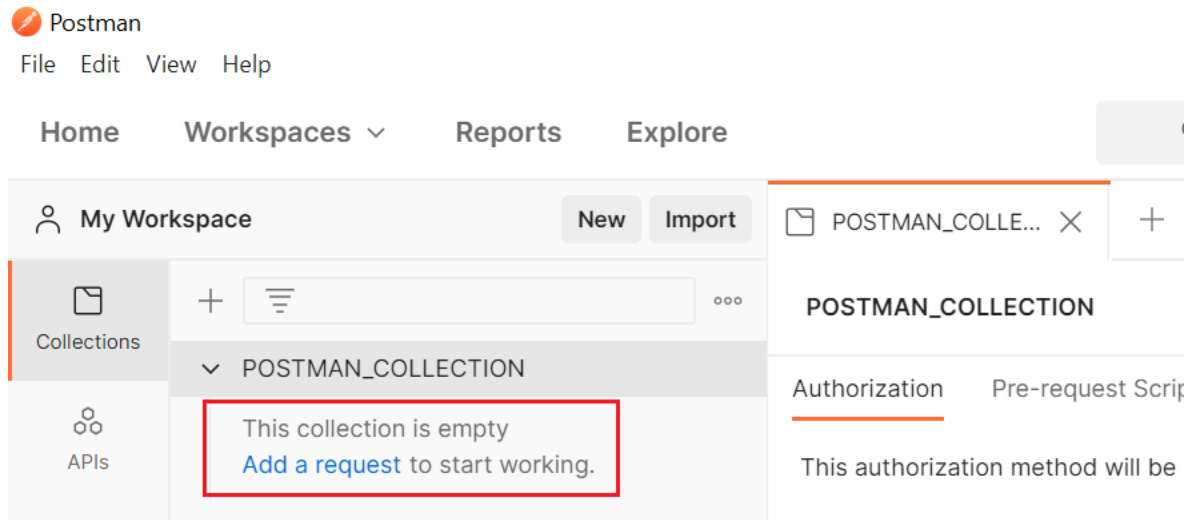 Postman
File Edit View Help
Home Workspaces Reports Explore
My Workspace New Import POSTMAN_COLLE...
Collections
POSTMAN_COLLECTION
POSTMAN_COLLECTION
Authorization Pre-request Scrip
This collection is empty
Add a request to start working.
APIs
This authorization method will be